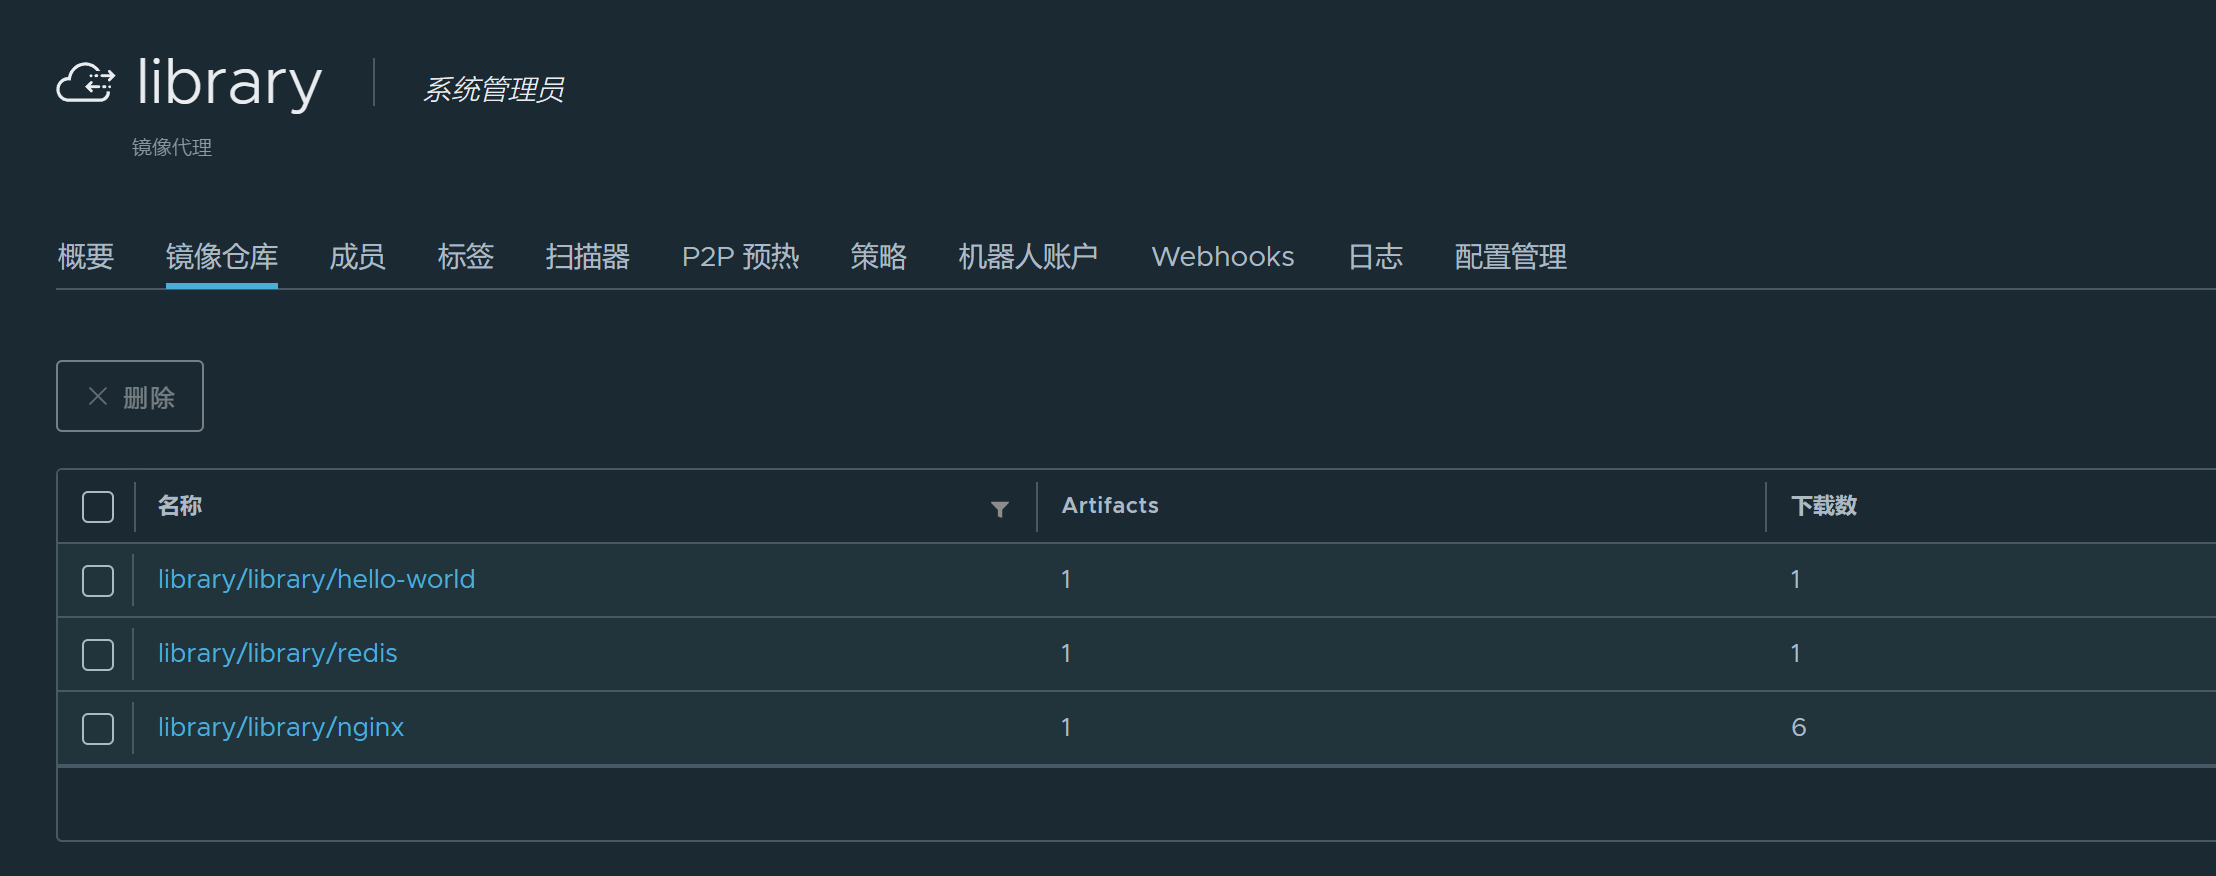 library 系统管理员
镜像代理
概要 镜像仓库 成员 标签 扫描器 P2P 预热 策略 机器人账户 Webhooks 日志 配置管理
删除
名称 Artifacts 下载数
library/library/hello-world 1 1
library/library/redis 1 1
library/library/nginx 1 6